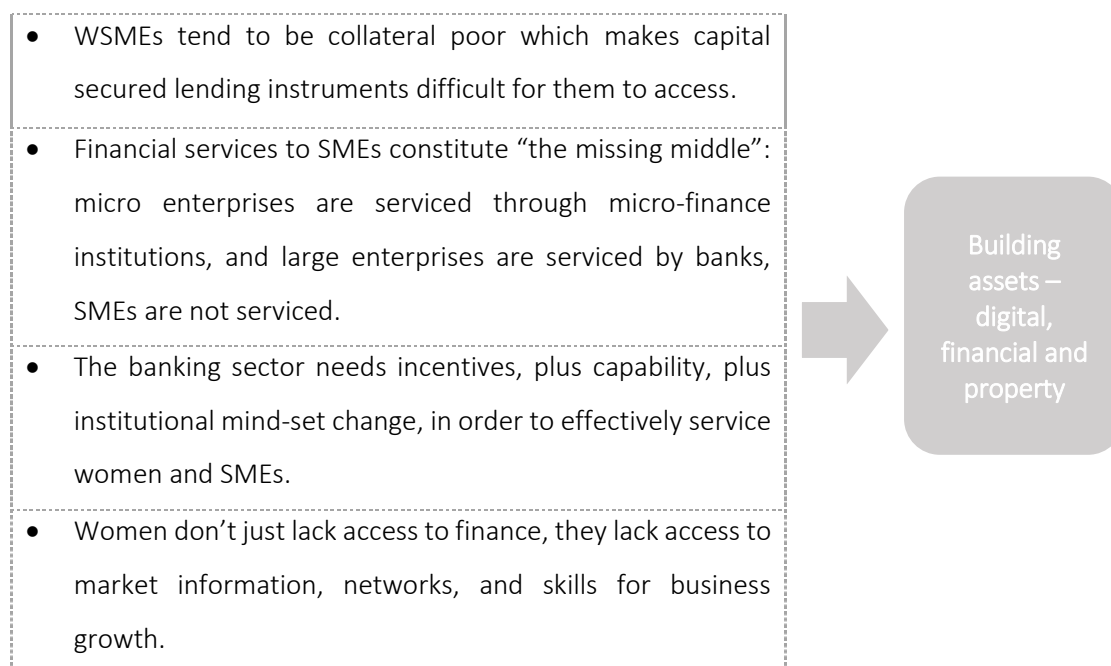 • WSMEs tend to be collateral poor which makes capital
secured lending instruments difficult for them to access.
• Financial services to SMEs constitute “the missing middle”:
micro enterprises are serviced through micro-finance
institutions, and large enterprises are serviced by banks,
SMEs are not serviced.
• The banking sector needs incentives, plus capability, plus
institutional mind-set change, in order to effectively service
women and SMEs.
• Women don’t just lack access to finance, they lack access to
market information, networks, and skills for business
growth.
Building
assets –
digital,
financial and
property